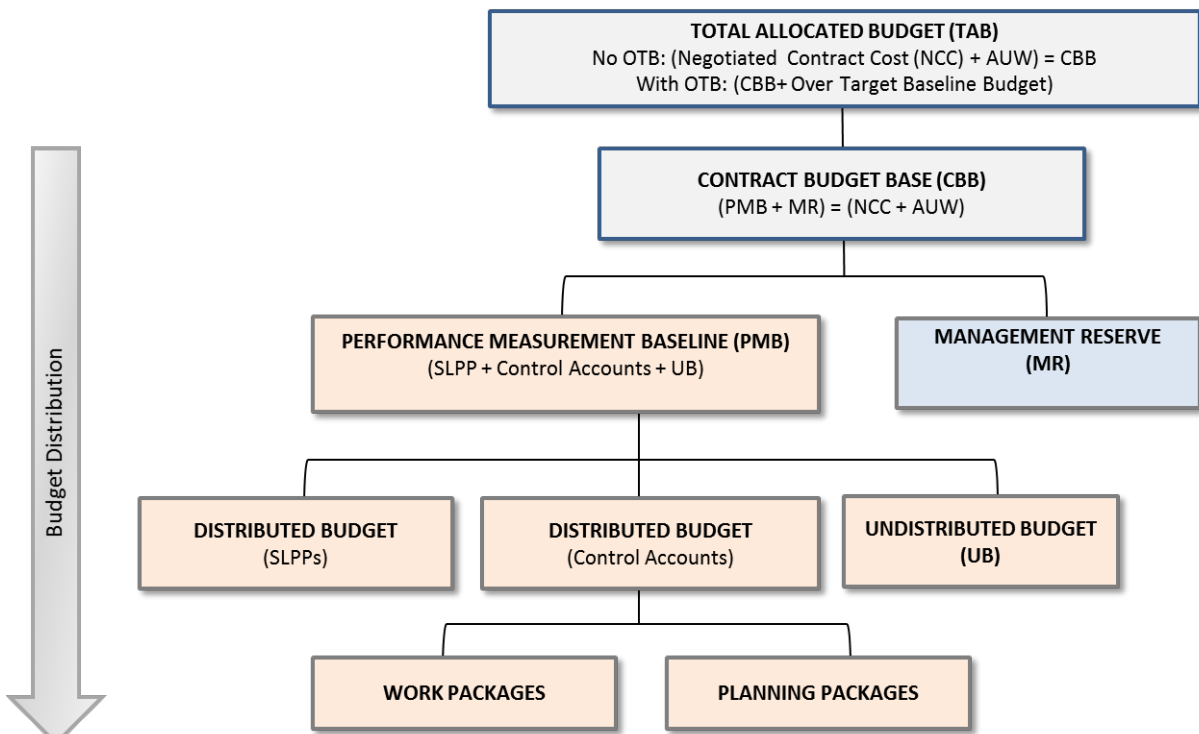 TOTAL ALLOCATED BUDGET (TAB)
No OTB: (Negotiated Contract Cost (NCC) + AUW) = CBB
With OTB: (CBB+ Over Target Baseline Budget)
CONTRACT BUDGET BASE (CBB)
(PMB + MR) = (NCC + AUW)
PERFORMANCE MEASUREMENT BASELINE (PMB)
(SLPP + Control Accounts + UB)
MANAGEMENT RESERVE
(MR)
Budget Distribution
DISTRIBUTED BUDGET
(SLPPs)
DISTRIBUTED BUDGET
(Control Accounts)
UNDISTRIBUTED BUDGET
(UB)
WORK PACKAGES
PLANNING PACKAGES